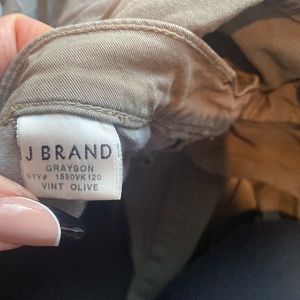 J BRAND
GRAYSON
STY# 1550VK120
VINT OLIVE